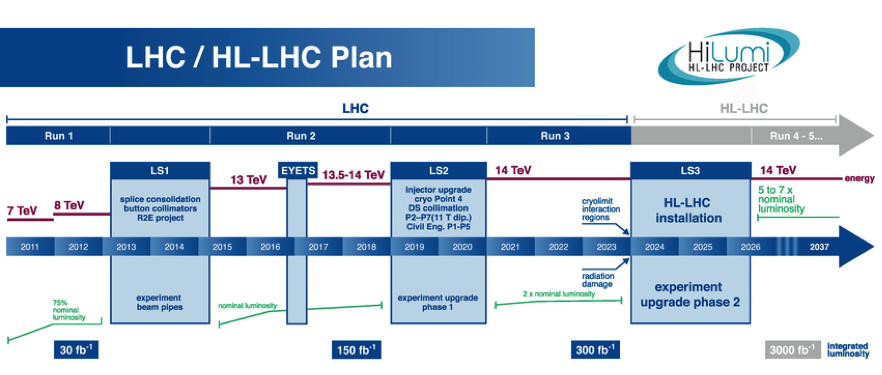 LHC / HL-LHC Plan
HiLumi
HL-LHC PROJECT
LHC
HL-LHC
Run 1
Run 2
Run 3
Run 4 - 5...
LS1
EYETS
LS2
LS3
7 TeV
8 TeV
13 TeV
13.5-14 TeV
14 TeV
14 TeV
energy
splice consolidation
button collimators
R2E project
injector upgrade
cryo Point 4
DS collimation
P2–P7(11 T dip.)
Civil Eng. P1-P5
cryolimit
interaction
regions
HL-LHC
installation
5 to 7 x
nominal
luminosity
2011 2012 2013 2014 2015 2016 2017 2018 2019 2020 2021 2022 2023 2024 2025 2026 2037
radiation
damage
75%
nominal
luminosity
experiment
beam pipes
nominal luminosity
experiment upgrade
phase 1
2 x nominal luminosity
experiment
upgrade phase 2
30 fb-1
150 fb-1
300 fb-1
3000 fb-1
integrated
luminosity